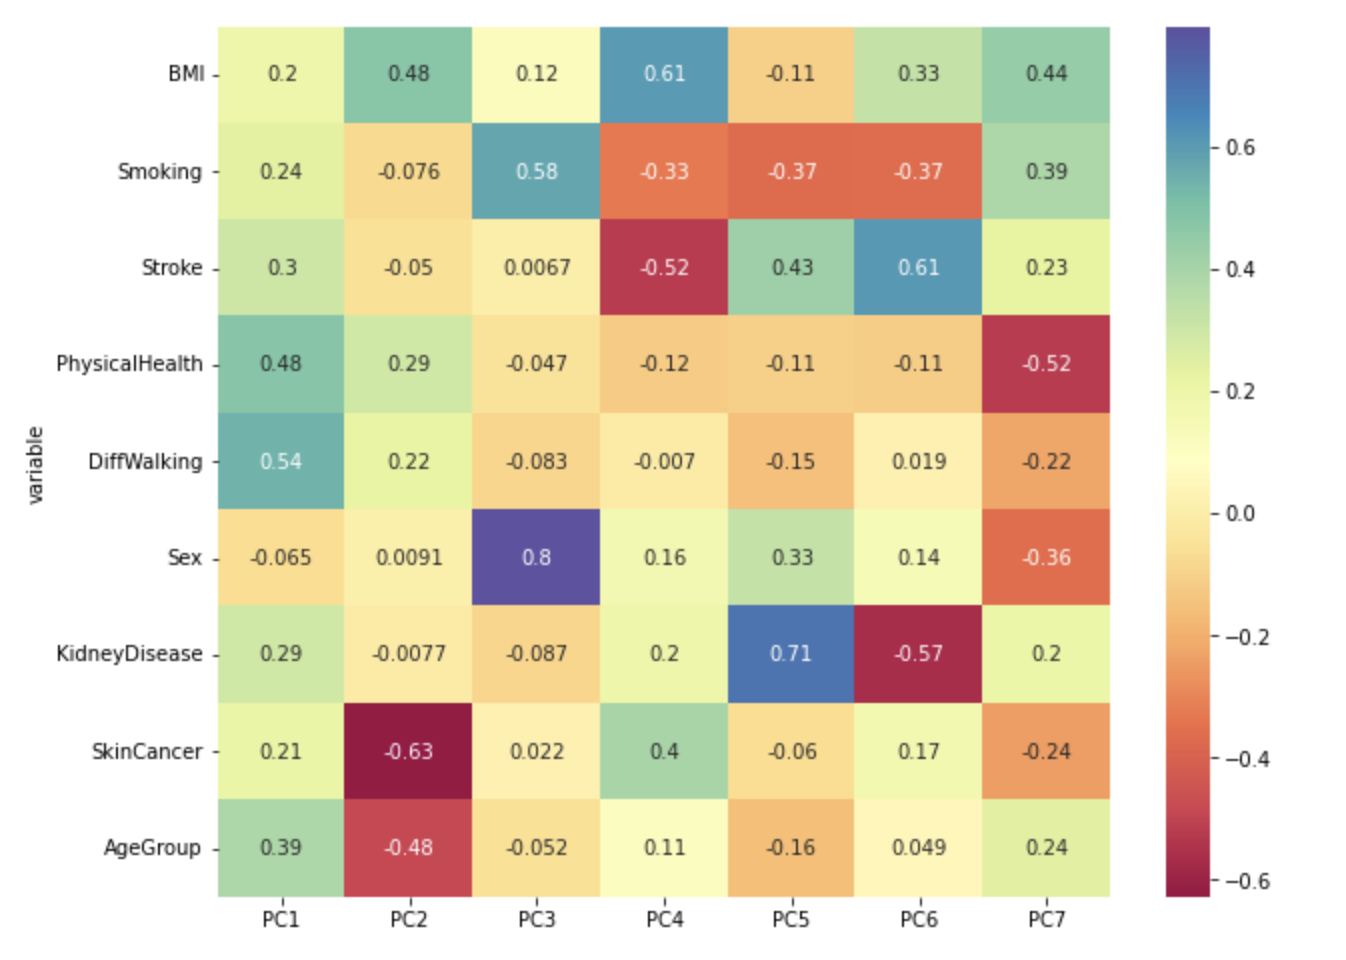 BMI 0.2 0.48 0.12 0.61 -0.11 0.33 0.44
Smoking 0.24 -0.076 0.58 -0.33 -0.37 -0.37 0.39
Stroke 0.3 -0.05 0.0067 -0.52 0.43 0.61 0.23
PhysicalHealth 0.48 0.29 -0.047 -0.12 -0.11 -0.11 -0.52
DiffWalking 0.54 0.22 -0.083 -0.007 -0.15 0.019 -0.22
Sex -0.065 0.0091 0.8 0.16 0.33 0.14 -0.36
KidneyDisease 0.29 -0.0077 -0.087 0.2 0.71 -0.57 0.2
SkinCancer 0.21 -0.63 0.022 0.4 -0.06 0.17 -0.24
AgeGroup 0.39 -0.48 -0.052 0.11 -0.16 0.049 0.24
PC1 PC2 PC3 PC4 PC5 PC6 PC7
variable
0.6
0.4
0.2
0.0
−0.2
−0.4
−0.6